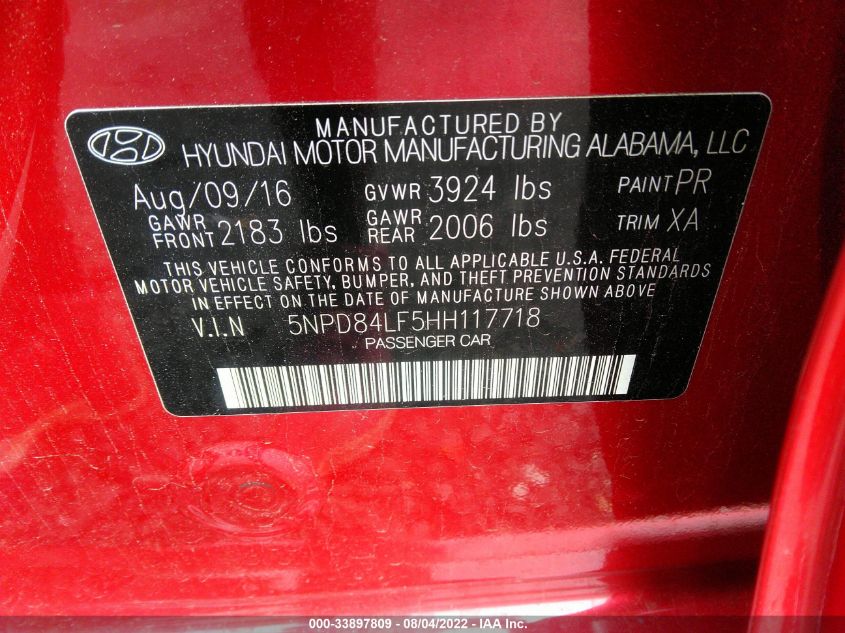 MANUFACTURED BY
HYUNDAI MOTOR MANUFACTURING ALABAMA, LLC
Aug/09/16 GVWR 3924 lbs PAINT PR
GAWR FRONT 2183 lbs GAWR REAR 2006 lbs TRIM XA
THIS VEHICLE CONFORMS TO ALL APPLICABLE U.S.A. FEDERAL
MOTOR VEHICLE SAFETY, BUMPER, AND THEFT PREVENTION STANDARDS
IN EFFECT ON THE DATE OF MANUFACTURE SHOWN ABOVE
V.I.N 5NPD84LF5HH117718
PASSENGER CAR
000-33897809 - 08/04/2022 - IAA Inc.